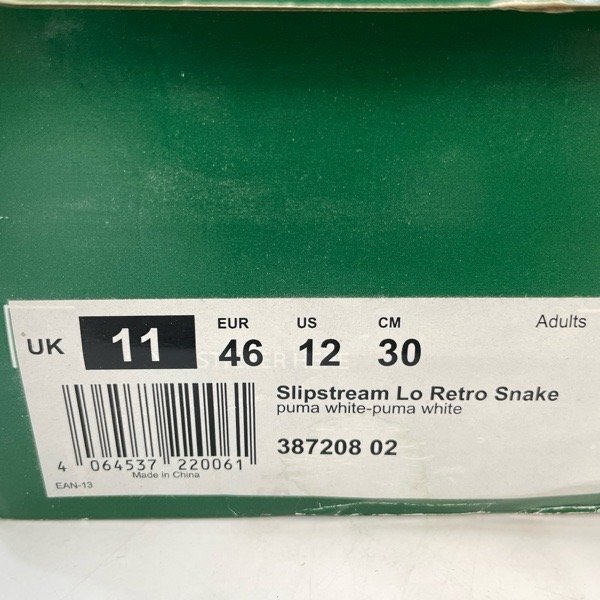 UK 11 EUR 46 US 12 CM 30 Adults
Slipstream Lo Retro Snake
puma white-puma white
387208 02
4 064537 220061
Made in China
EAN-13